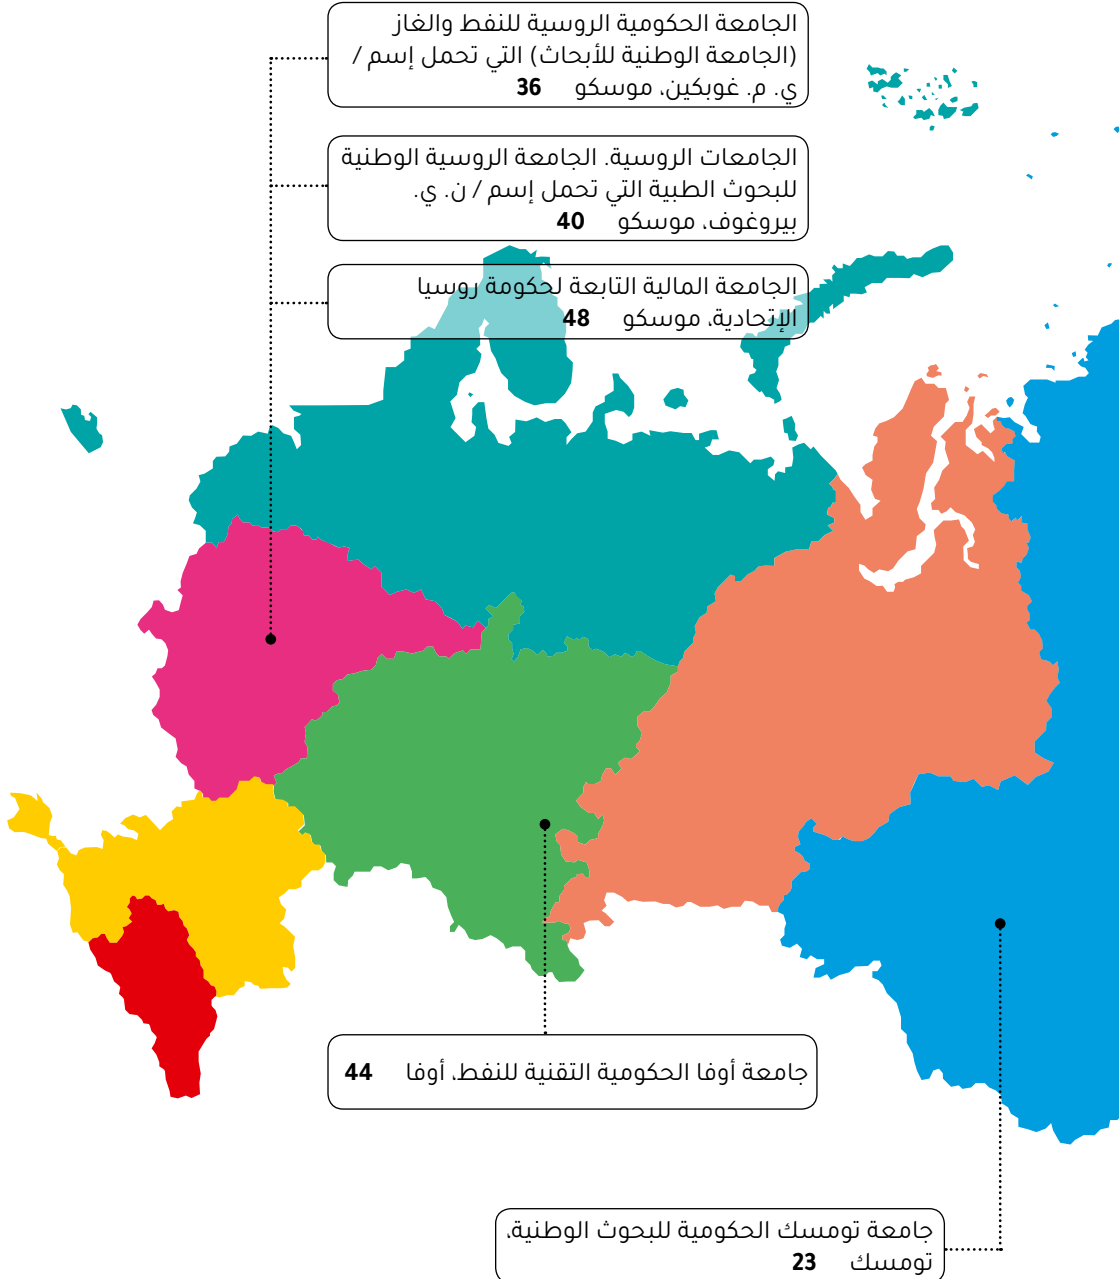 الجامعة الحكومية الروسية للنفط والغاز
(الجامعة الوطنية للأبحاث) التي تحمل إسم /
ي. م. غوبكين، موسكو 36
الجامعات الروسية. الجامعة الروسية الوطنية
للبحوث الطبية التي تحمل إسم / ن. ي.
بيروغوف، موسكو 40
الجامعة المالية التابعة لحكومة روسيا
الإتحادية، موسكو 48
جامعة أوفا الحكومية التقنية للنفط، أوفا 44
جامعة تومسك الحكومية للبحوث الوطنية،
تومسك 23